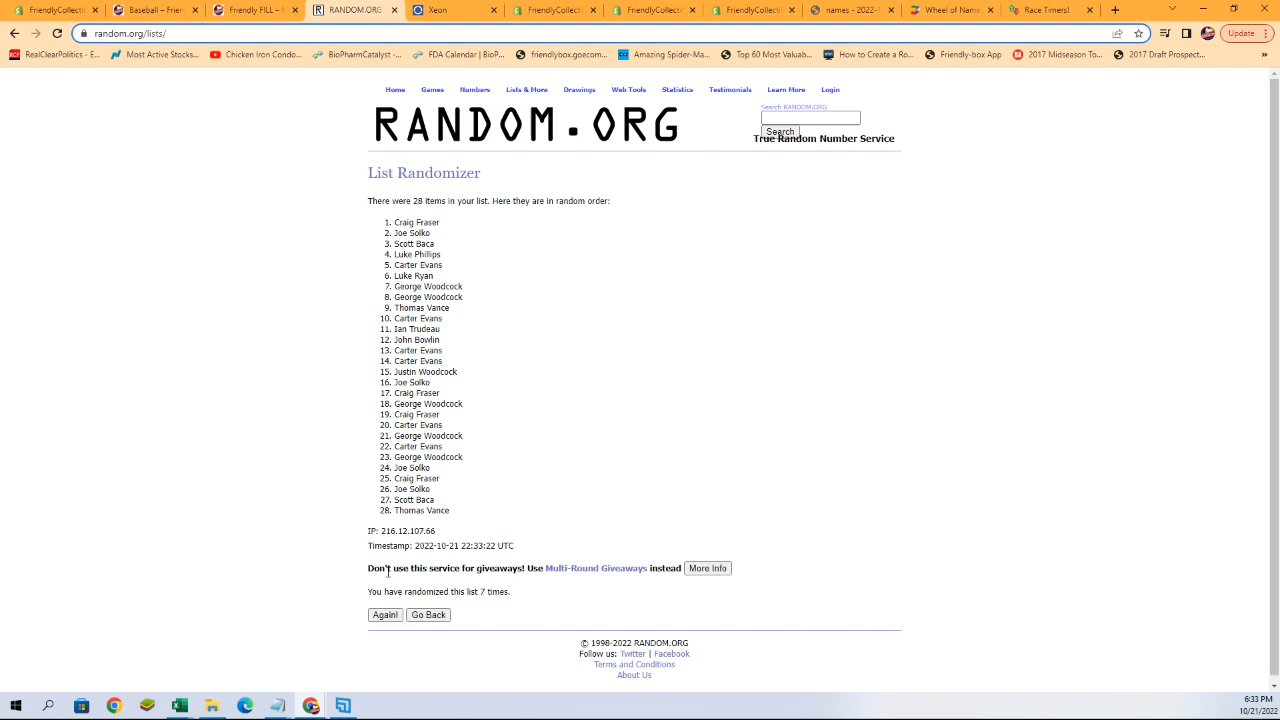 FriendlyCollecti
Baseball – Friend
Friendly FILL –
RANDOM.ORG
Xeon
FriendlyCollectic
FriendlyCollectic
FriendlyCollectic
names - 2022-1
Wheel of Name
Race Timers!
random.org/lists/
Update
RealClearPolitics - E...
Most Active Stocks...
Chicken Iron Condo...
BioPharmCatalyst -...
FDA Calendar | BioP...
friendlybox.goecom...
Amazing Spider-Ma...
Top 60 Most Valuab...
How to Create a Ro...
Friendly-box App
2017 Midseason To...
2017 Draft Prospect...
»
Home Games Numbers Lists & More Drawings Web Tools Statistics Testimonials Learn More Login
RANDOM.ORG
Search RANDOM.ORG
Search
True Random Number Service
List Randomizer
There were 28 items in your list. Here they are in random order:
1. Craig Fraser
2. Joe Solko
3. Scott Baca
4. Luke Phillips
5. Carter Evans
6. Luke Ryan
7. George Woodcock
8. George Woodcock
9. Thomas Vance
10. Carter Evans
11. Ian Trudeau
12. John Bowlin
13. Carter Evans
14. Carter Evans
15. Justin Woodcock
16. Joe Solko
17. Craig Fraser
18. George Woodcock
19. Craig Fraser
20. Carter Evans
21. George Woodcock
22. Carter Evans
23. George Woodcock
24. Joe Solko
25. Craig Fraser
26. Joe Solko
27. Scott Baca
28. Thomas Vance
IP: 216.12.107.66
Timestamp: 2022-10-21 22:33:22 UTC
Don't use this service for giveaways! Use Multi-Round Giveaways instead More Info
You have randomized this list 7 times.
Again! Go Back
© 1998-2022 RANDOM.ORG
Follow us: Twitter | Facebook
Terms and Conditions
About Us
6:33 PM
10/21/2022